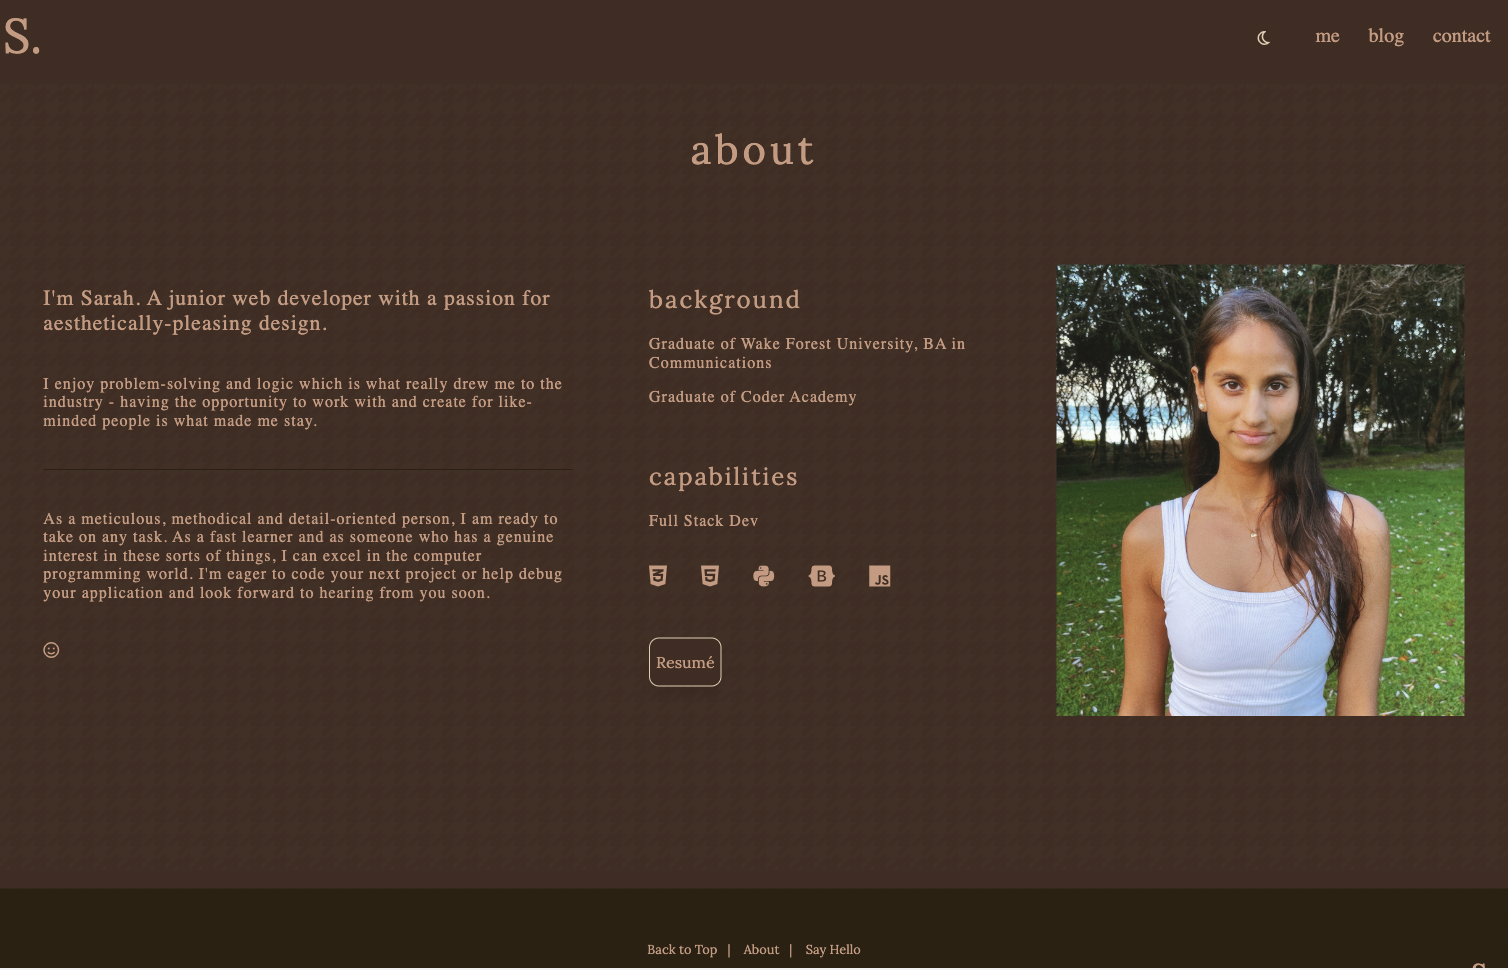 S.
me blog contact
about
I'm Sarah. A junior web developer with a passion for
aesthetically-pleasing design.
I enjoy problem-solving and logic which is what really drew me to the
industry - having the opportunity to work with and create for like-
minded people is what made me stay.
As a meticulous, methodical and detail-oriented person, I am ready to
take on any task. As a fast learner and as someone who has a genuine
interest in these sorts of things, I can excel in the computer
programming world. I'm eager to code your next project or help debug
your application and look forward to hearing from you soon.
background
Graduate of Wake Forest University, BA in
Communications
Graduate of Coder Academy
capabilities
Full Stack Dev
3 5 B JS
Resumé
Back to Top | About | Say Hello